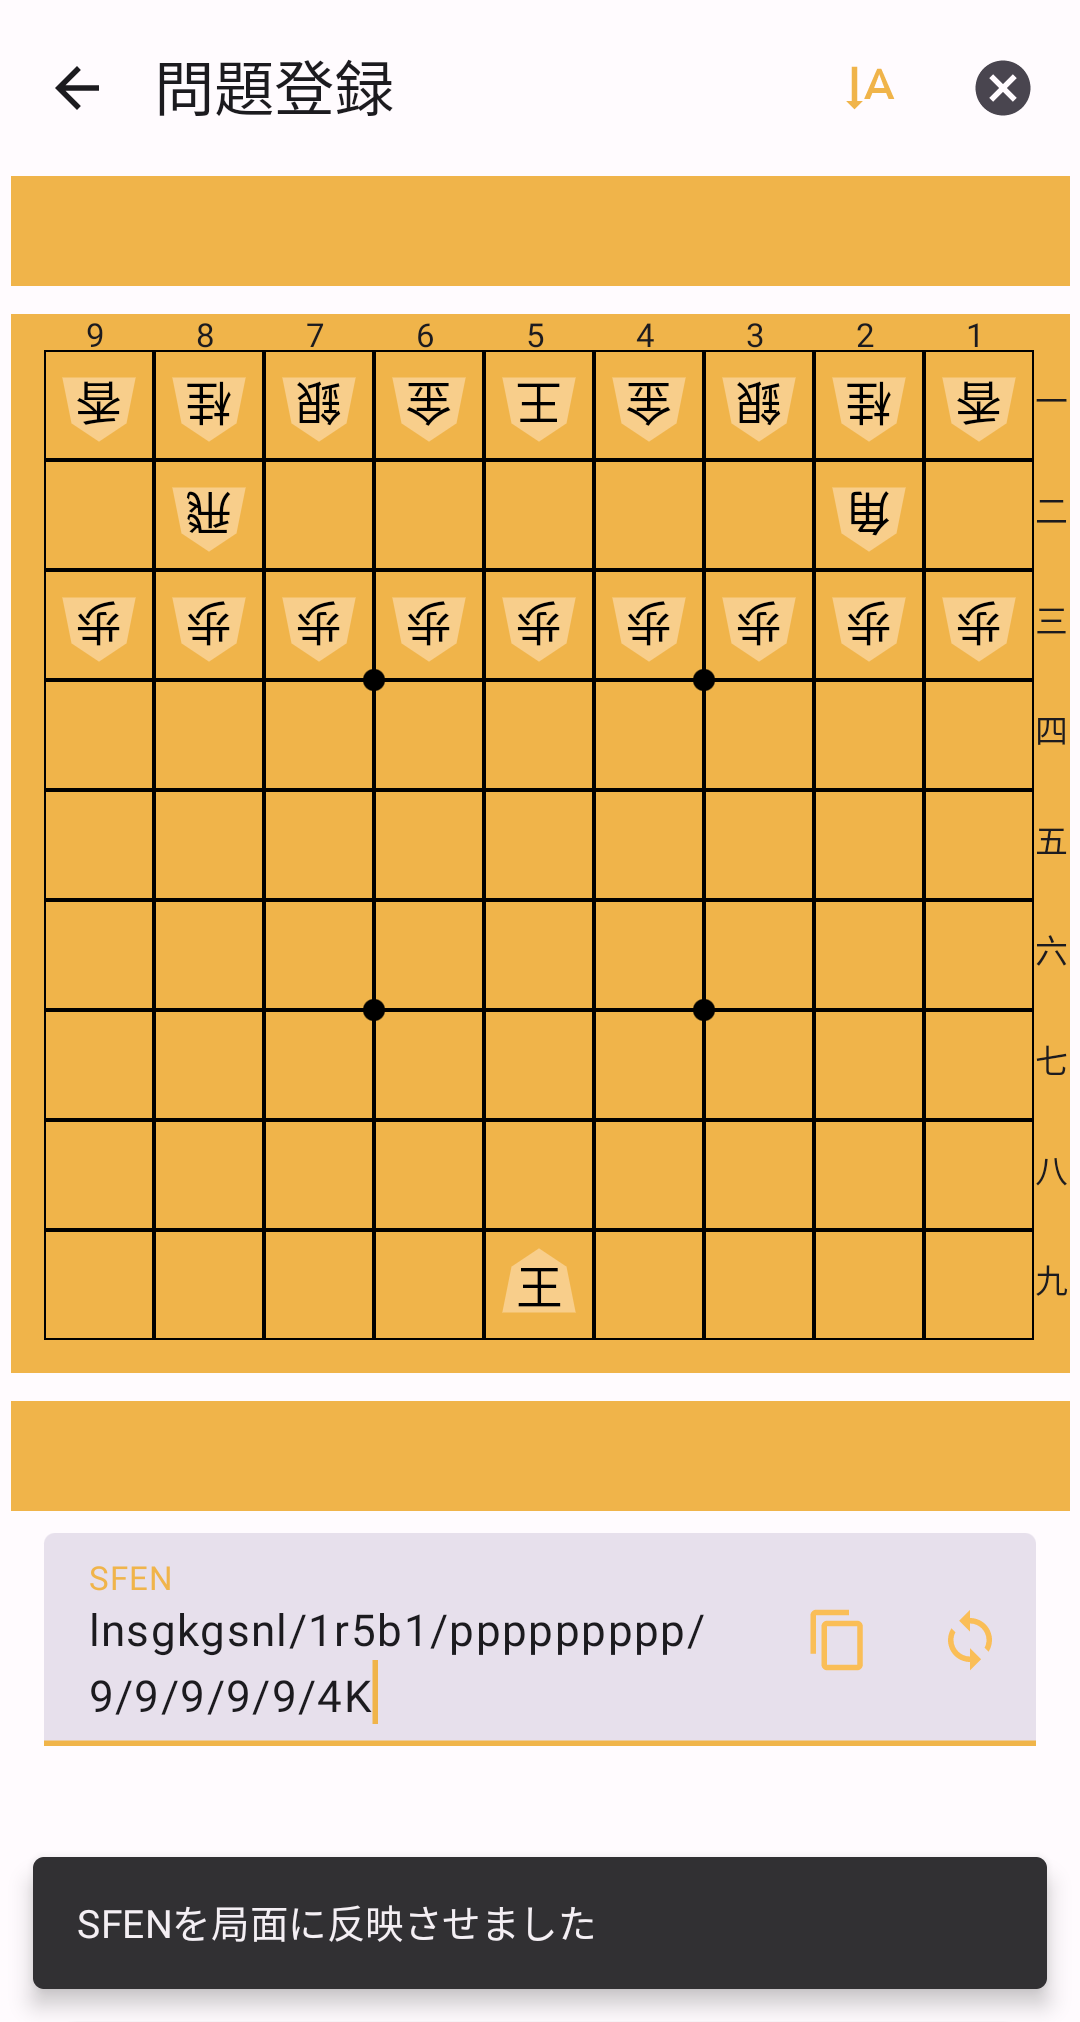 問題登録
A
9 8 7 6 5 4 3 2 1
香 桂 銀 金 王 金 銀 桂 香 一
飛 角 二
歩 歩 歩 歩 歩 歩 歩 歩 歩 三
四
五
六
七
八
王 九
SFEN
lnsgkgsnl/1r5b1/ppppppppp/
9/9/9/9/9/4K
SFENを局面に反映させました